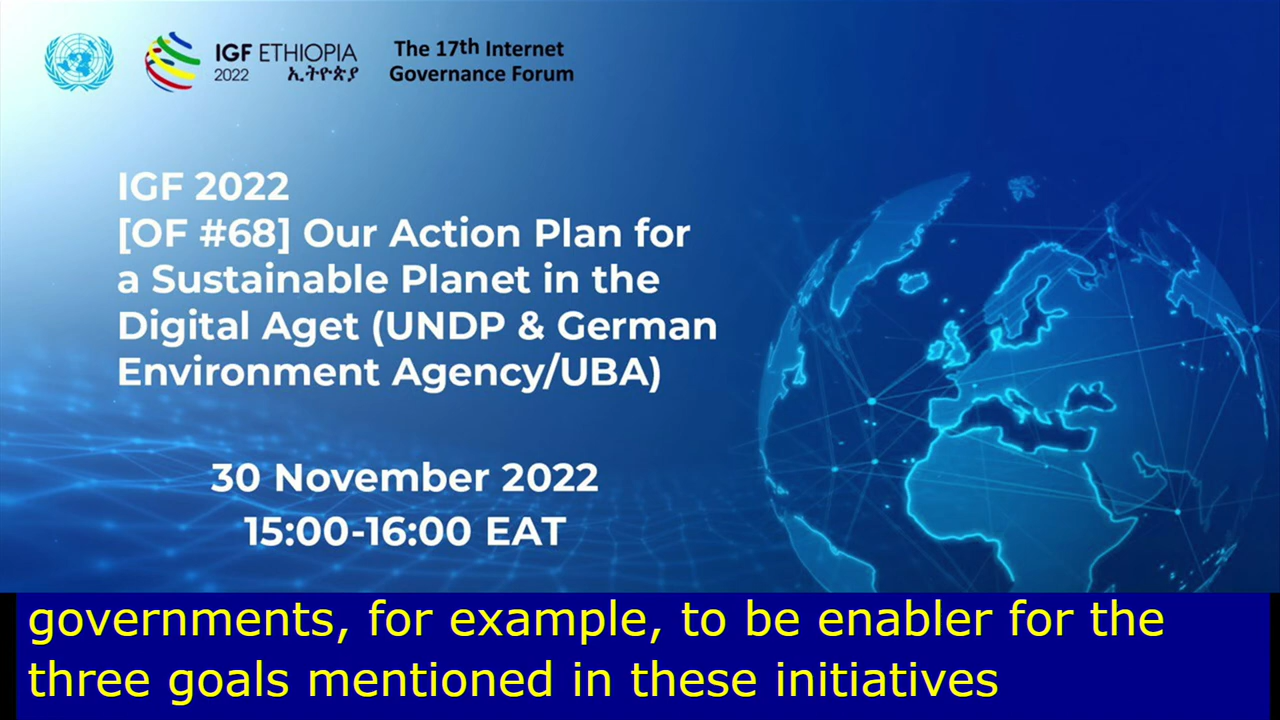 IGF ETHIOPIA
2022 ኢትዮጵያ
The 17th Internet
Governance Forum
IGF 2022
[OF #68] Our Action Plan for
a Sustainable Planet in the
Digital Aget (UNDP & German
Environment Agency/UBA)
30 November 2022
15:00-16:00 EAT
governments, for example, to be enabler for the
three goals mentioned in these initiatives